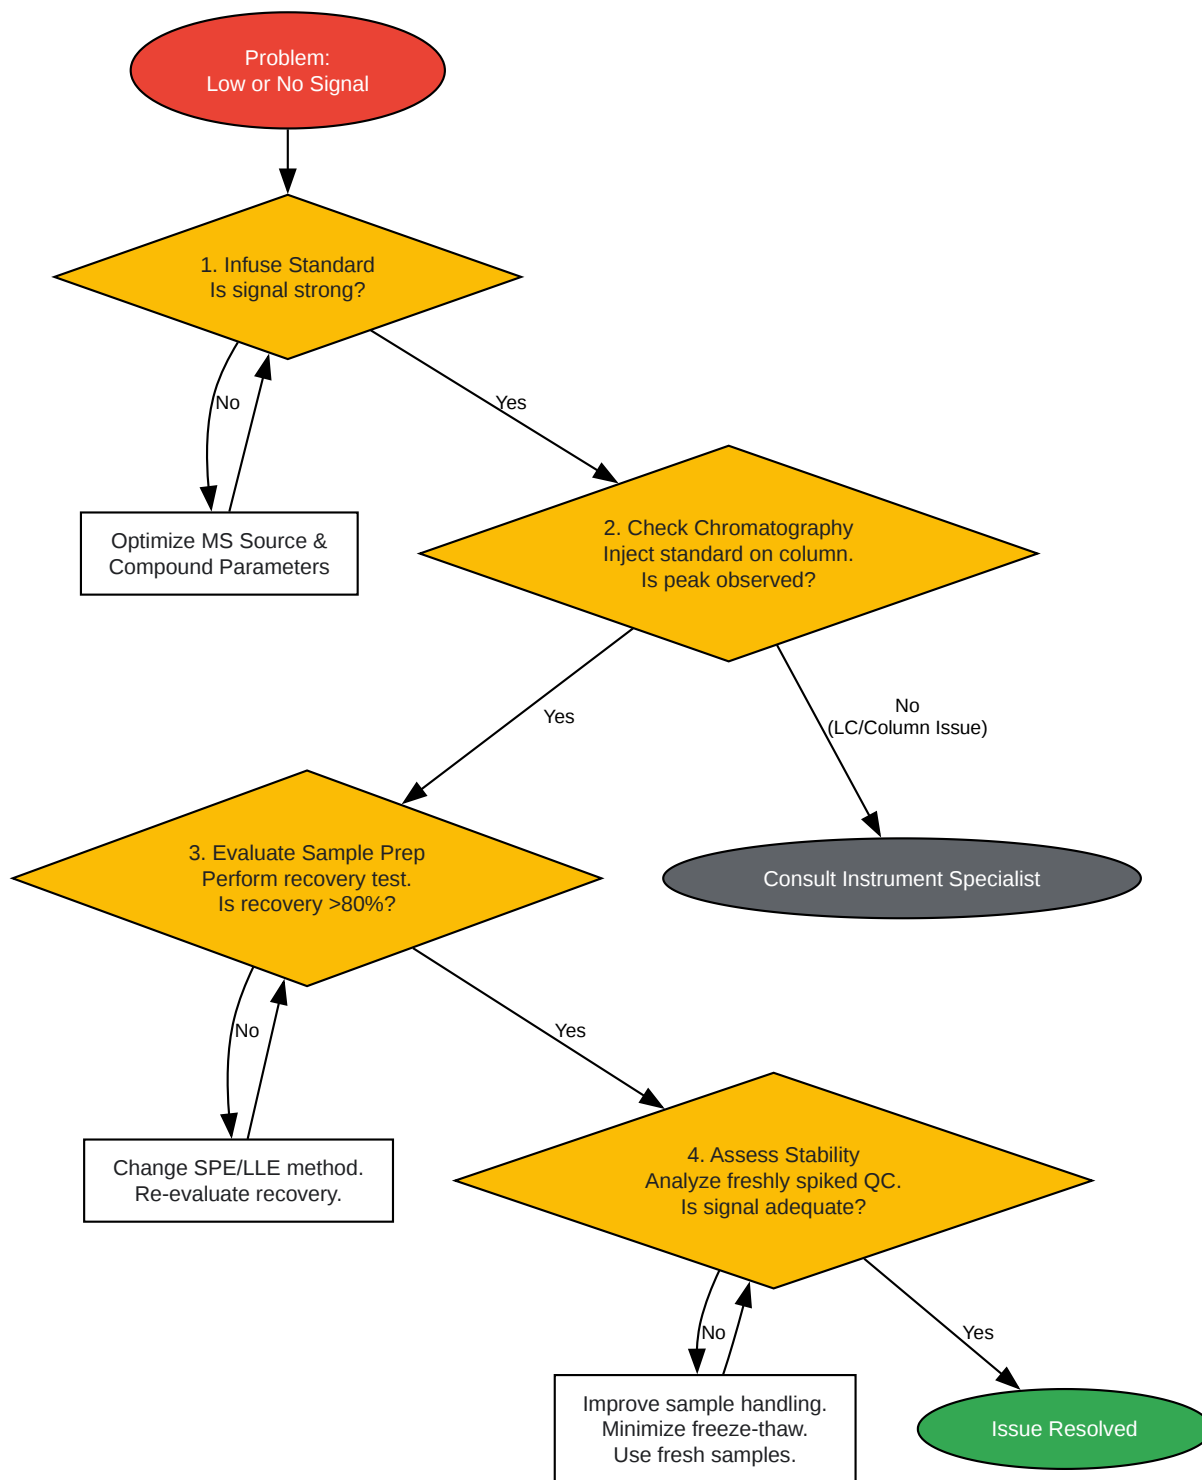 Problem:
Low or No Signal
1. Infuse Standard
Is signal strong?
No
Yes
Optimize MS Source &
Compound Parameters
2. Check Chromatography
Inject standard on column.
Is peak observed?
Yes
No
(LC/Column Issue)
3. Evaluate Sample Prep
Perform recovery test.
Is recovery >80%?
Consult Instrument Specialist
No
Yes
Change SPE/LLE method.
Re-evaluate recovery.
4. Assess Stability
Analyze freshly spiked QC.
Is signal adequate?
No
Yes
Improve sample handling.
Minimize freeze-thaw.
Use fresh samples.
Issue Resolved